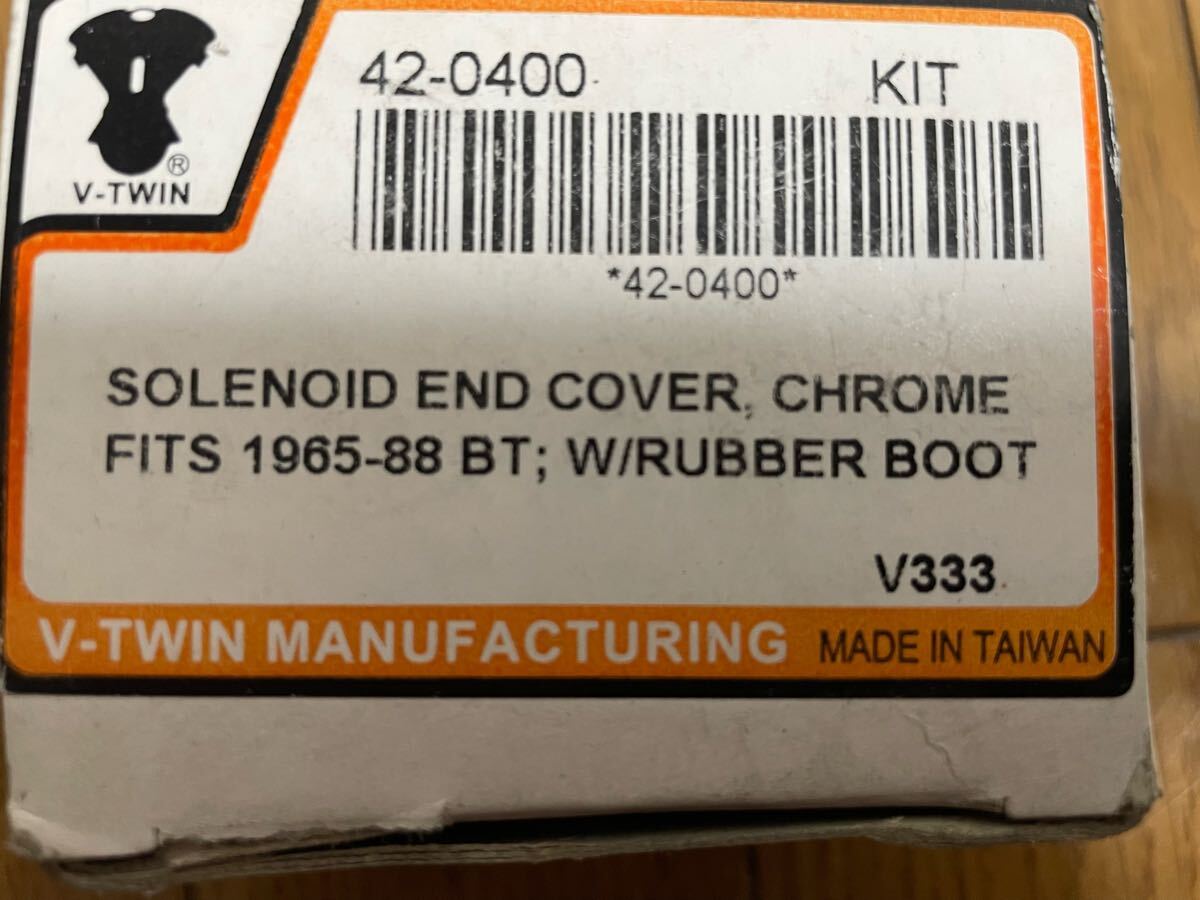 42-0400 KIT
®
V-TWIN
*42-0400*
SOLENOID END COVER, CHROME
FITS 1965-88 BT; W/RUBBER BOOT
V333
V-TWIN MANUFACTURING MADE IN TAIWAN